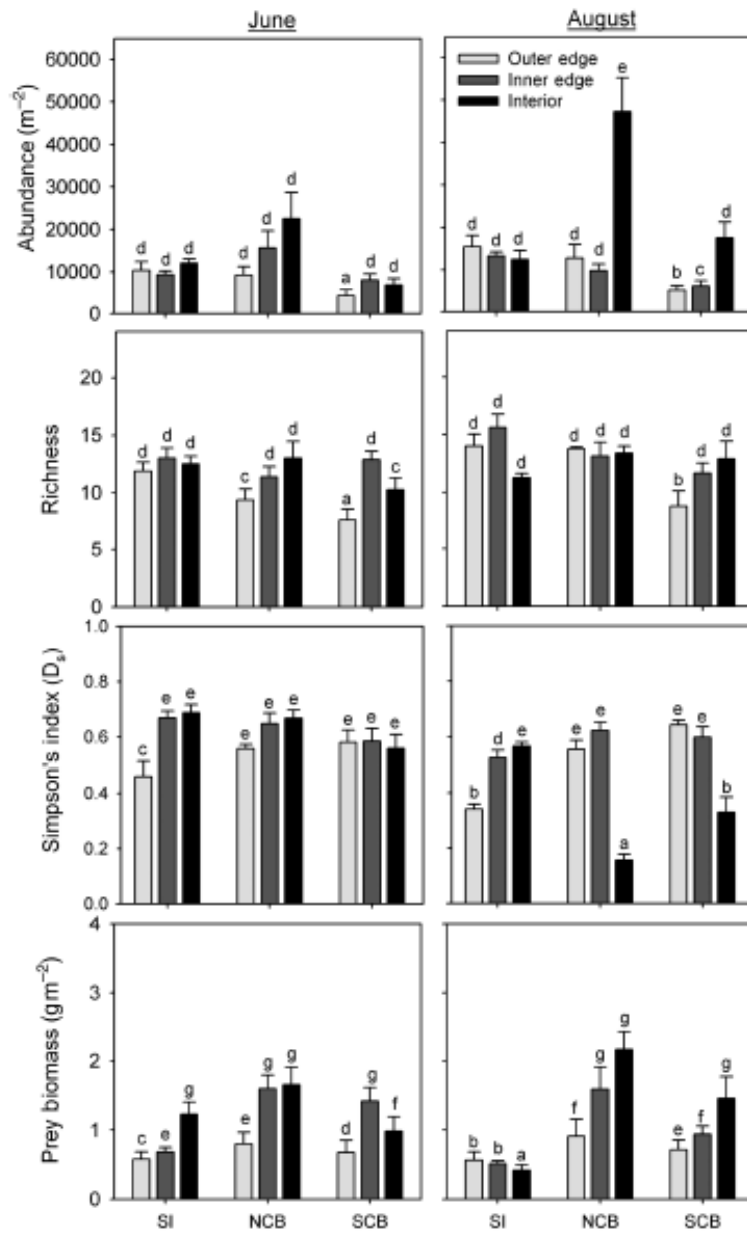 June August
60000
50000
40000
30000
20000
10000
0
Abundance (m⁻²)
d d d d d d a d d
Outer edge
Inner edge
Interior
d d d d d e b c d
20
15
10
5
0
Richness
d d d c d d a d c
d d d d d d b d d
1.0
0.8
0.6
0.4
0.2
0.0
Simpson's index (Dₛ)
c e e e e e e e e
b d e e e a e e b
4
3
2
1
0
Prey biomass (g m⁻²)
c e g e g g d g f
b b a f g g e f g
SI NCB SCB SI NCB SCB